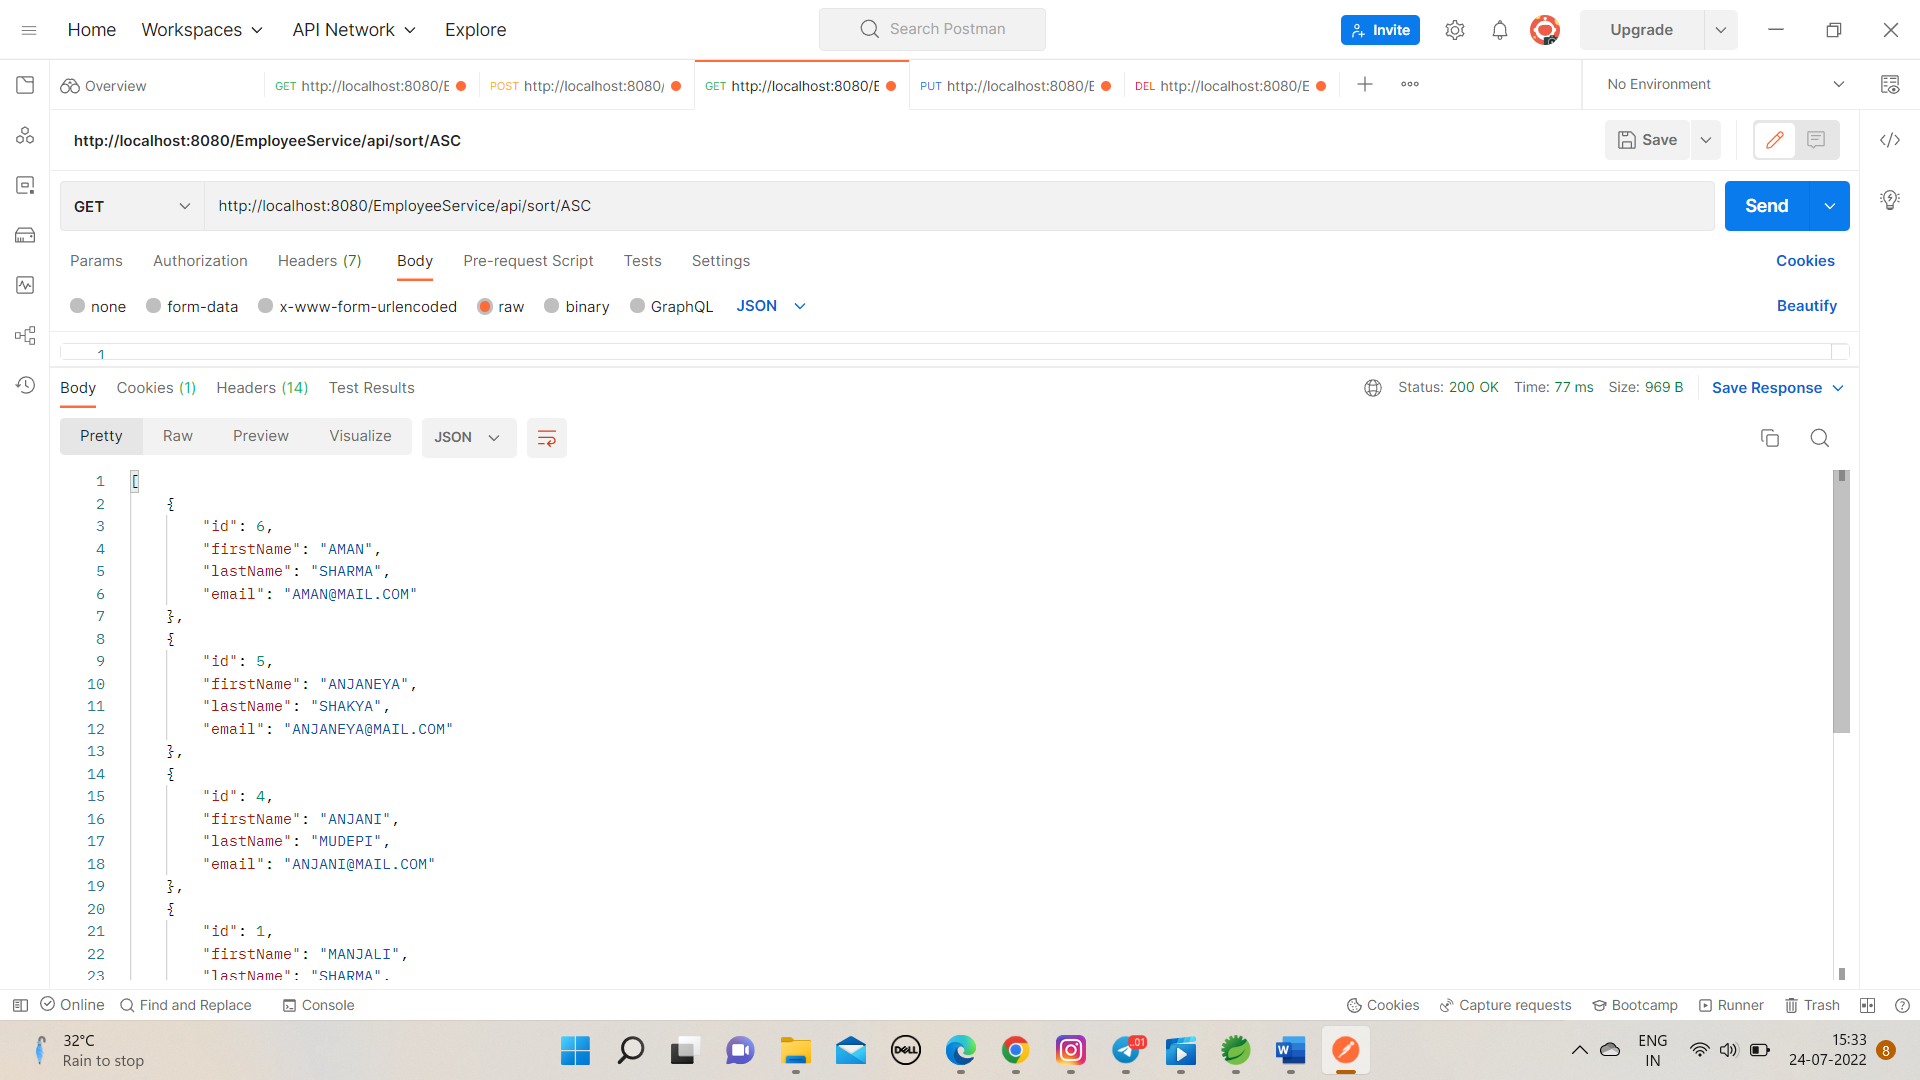 Home Workspaces API Network Explore Search Postman Invite Upgrade
Overview GET http://localhost:8080/E POST http://localhost:8080/ GET http://localhost:8080/E PUT http://localhost:8080/E DEL http://localhost:8080/E No Environment
http://localhost:8080/EmployeeService/api/sort/ASC Save
GET http://localhost:8080/EmployeeService/api/sort/ASC Send
Params Authorization Headers (7) Body Pre-request Script Tests Settings Cookies
none form-data x-www-form-urlencoded raw binary GraphQL JSON Beautify
1
Body Cookies (1) Headers (14) Test Results Status: 200 OK Time: 77 ms Size: 969 B Save Response
Pretty Raw Preview Visualize JSON
1 [
2 {
3 "id": 6,
4 "firstName": "AMAN",
5 "lastName": "SHARMA",
6 "email": "AMAN@MAIL.COM"
7 },
8 {
9 "id": 5,
10 "firstName": "ANJANEYA",
11 "lastName": "SHAKYA",
12 "email": "ANJANEYA@MAIL.COM"
13 },
14 {
15 "id": 4,
16 "firstName": "ANJANI",
17 "lastName": "MUDEPI",
18 "email": "ANJANI@MAIL.COM"
19 },
20 {
21 "id": 1,
22 "firstName": "MANJALI",
23 "lastName": "SHARMA",
Online Find and Replace Console Cookies Capture requests Bootcamp Runner Trash
32°C
Rain to stop
DELL
.01
ENG
IN
15:33
24-07-2022
8